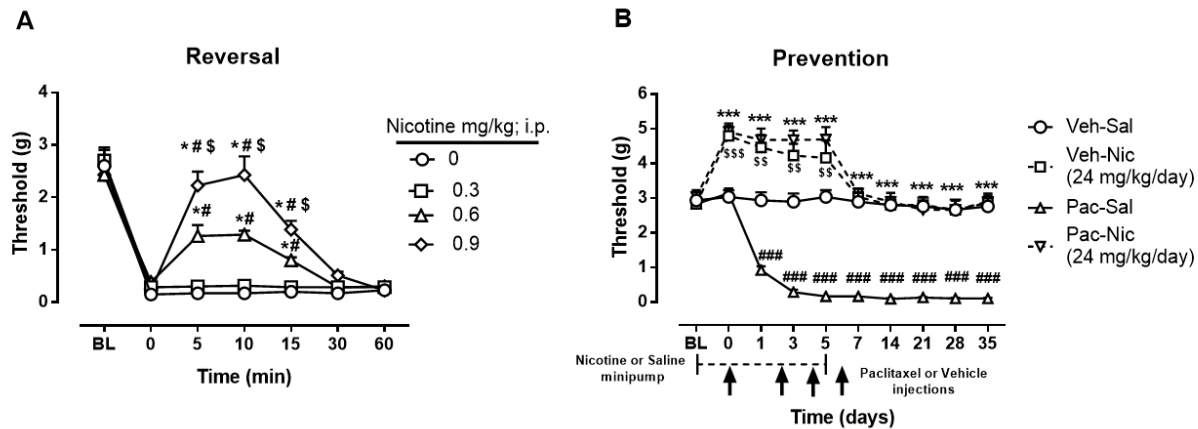 A
Reversal
Threshold (g)
4
3
2
1
0
*# $
*# $
*# $
*#
*#
*#
BL
0
5
10
15
30
60
Time (min)
Nicotine mg/kg; i.p.
0
0.3
0.6
0.9
B
Prevention
Threshold (g)
6
5
4
3
2
1
0
***
***
***
***
$$$
$$
$$
$$
***
***
***
***
***
###
###
###
###
###
###
###
###
BL
0
1
3
5
7
14
21
28
35
Nicotine or Saline
minipump
Paclitaxel or Vehicle
injections
Time (days)
Veh-Sal
Veh-Nic
(24 mg/kg/day)
Pac-Sal
Pac-Nic
(24 mg/kg/day)